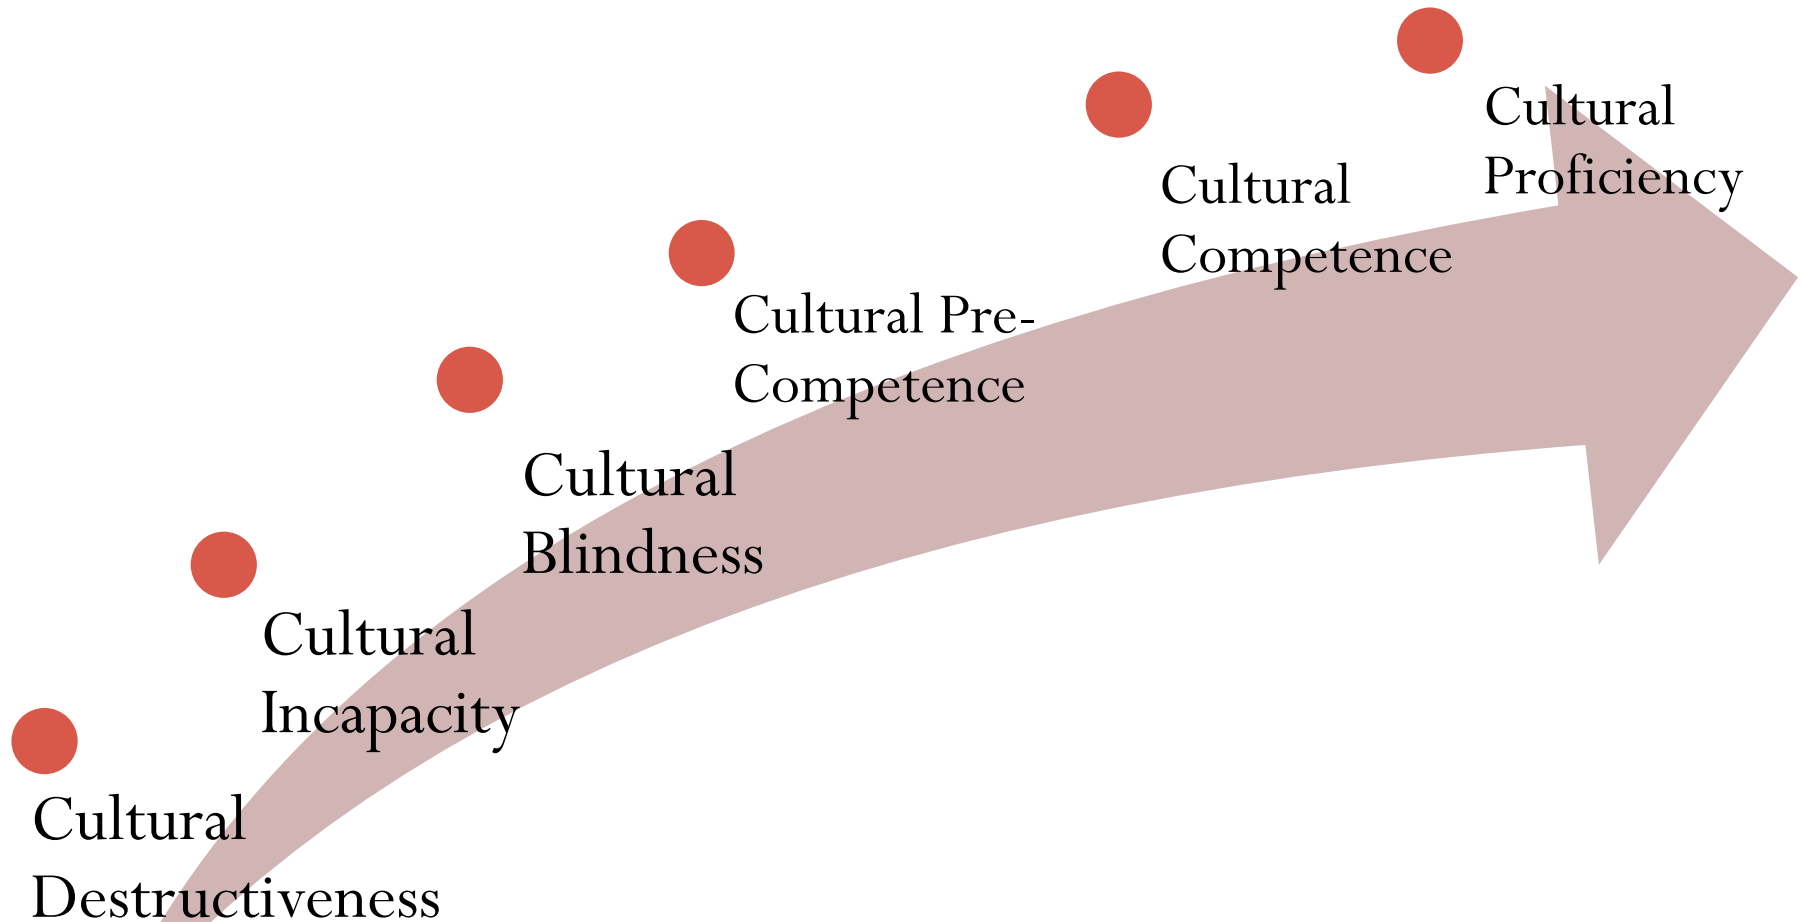 Cultural
Proficiency
Cultural
Competence
Cultural Pre-
Competence
Cultural
Blindness
Cultural
Incapacity
Cultural
Destructiveness